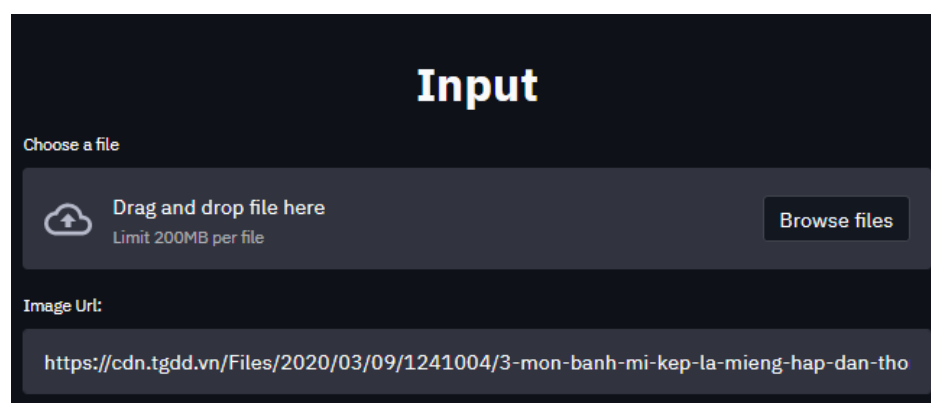 Input
Choose a file
Drag and drop file here
Limit 200MB per file
Browse files
Image Url:
https://cdn.tgdd.vn/Files/2020/03/09/1241004/3-mon-banh-mi-kep-la-mieng-hap-dan-tho